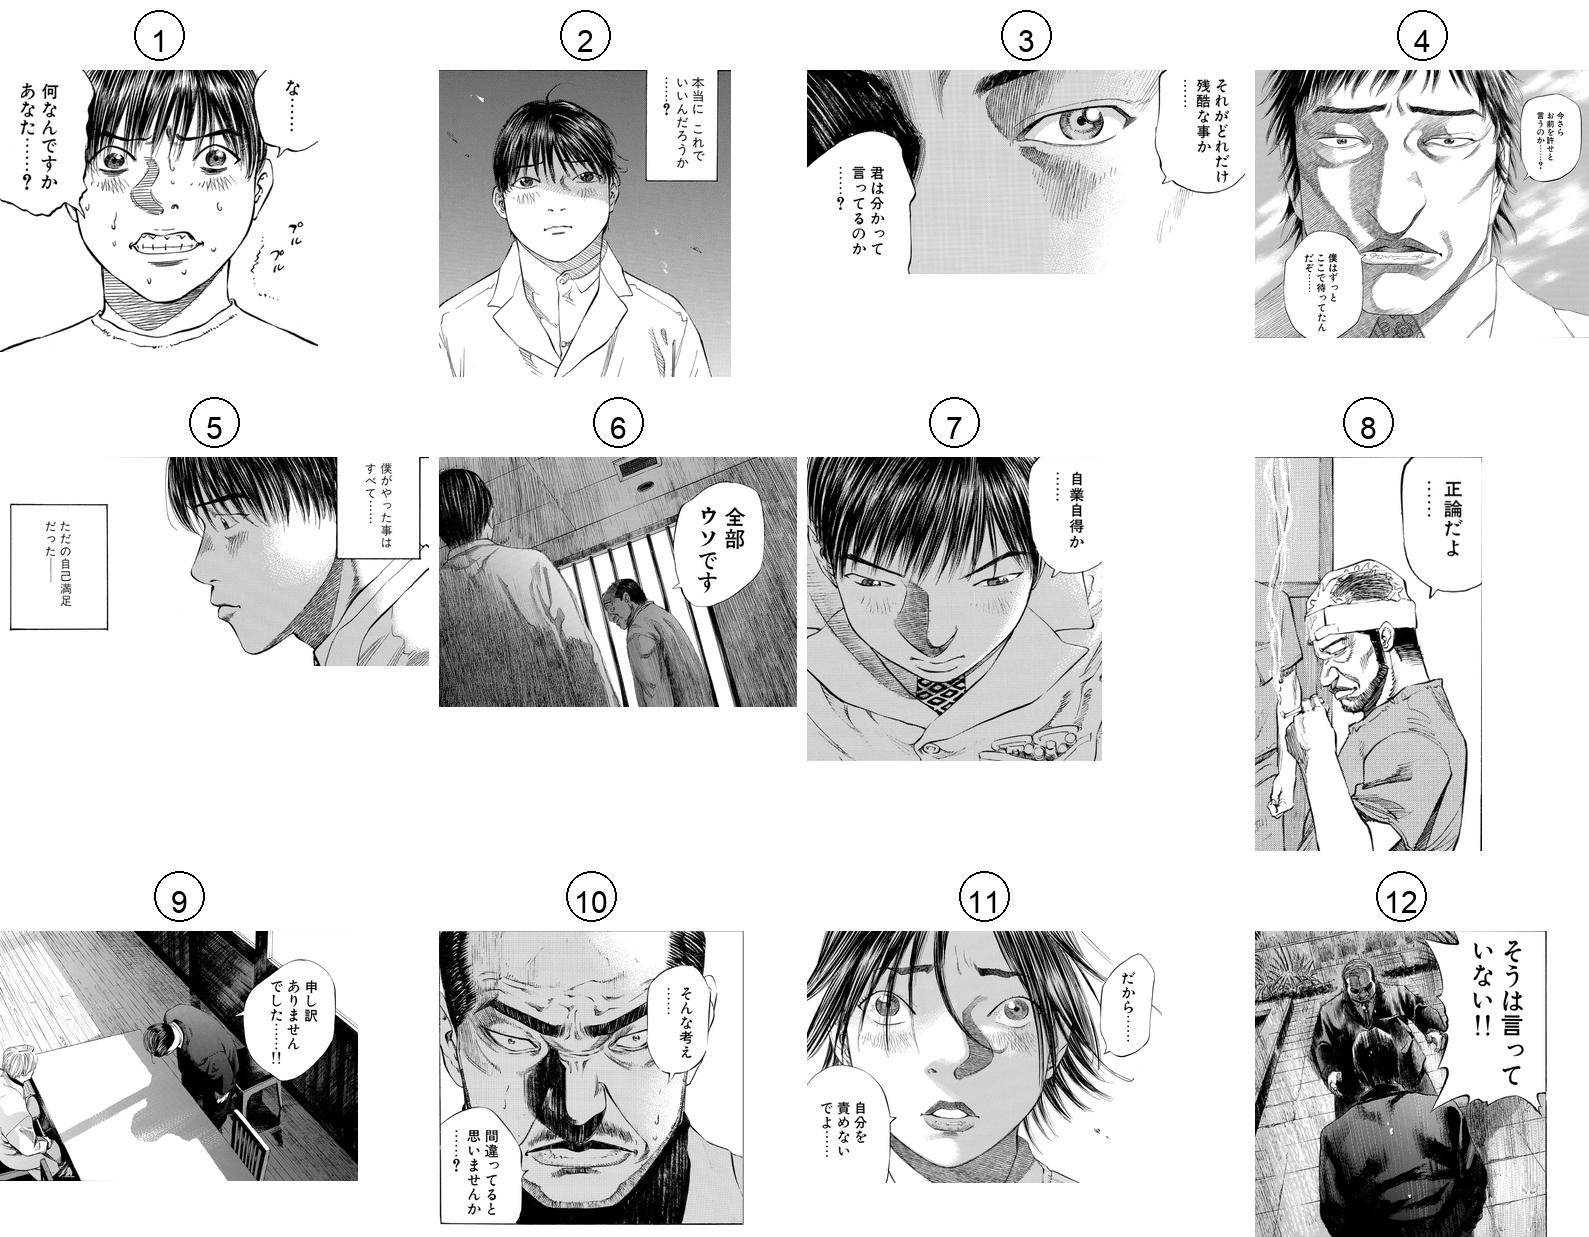 1
な……
何なんですか
あなた……？
プル
プル
2
本当に これで
いいんだろうか
……？
3
それがどれだけ
残酷な事か
……
君は分かって
言ってるのか
……？
4
今さら
お前を許せと
言うのか……？
僕はずっと
ここで待ってたん
だぞ……
5
僕がやった事は
すべて……
ただの自己満足
だった――
6
全部
ウソです
7
自業自得か
……
8
正論だよ
……
9
申し訳
ありません
でした……!!
10
そんな考え
……
間違ってると
思いませんか
……？
11
だから……
自分を
責めない
でよ……
12
そうは言って
いない!!